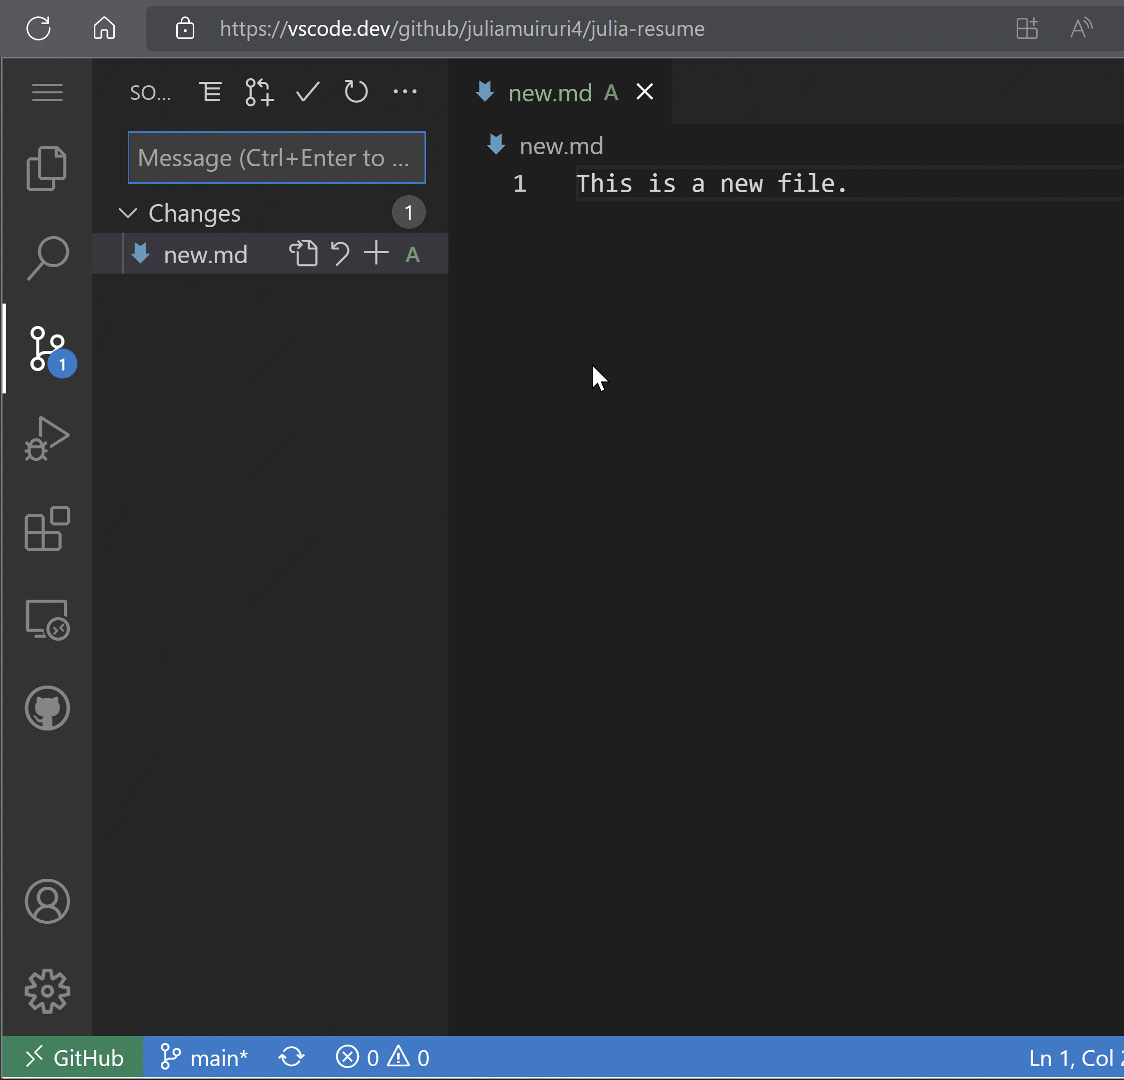 https://vscode.dev/github/juliamuiruri4/julia-resume
SO...
new.md A
Message (Ctrl+Enter to ...
new.md
1 This is a new file.
Changes 1
new.md A
1
GitHub main* 0 0 Ln 1, Col